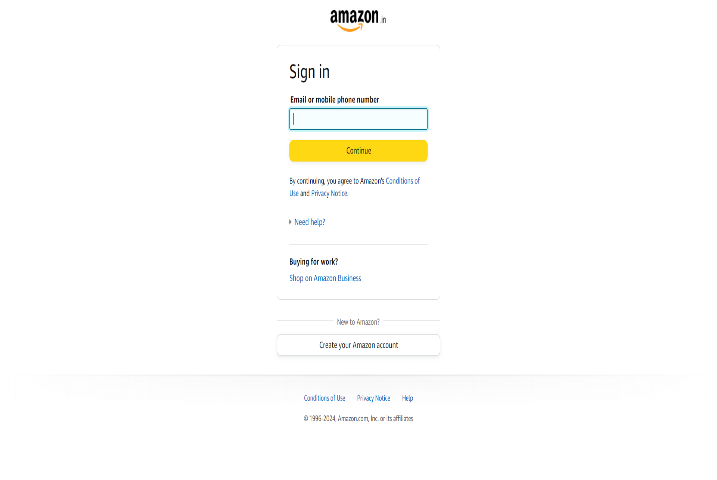 amazon.in
Sign in
Email or mobile phone number
Continue
By continuing, you agree to Amazon's Conditions of
Use and Privacy Notice.
Need help?
Buying for work?
Shop on Amazon Business
New to Amazon?
Create your Amazon account
Conditions of Use Privacy Notice Help
© 1996-2024, Amazon.com, Inc. or its affiliates